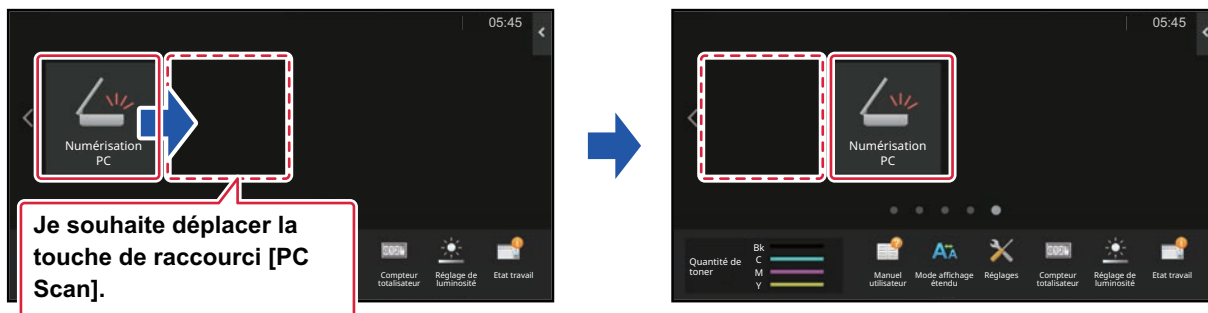 05:45
Numérisation
PC
Je souhaite déplacer la
touche de raccourci [PC
Scan].
Compteur
totalisateur
Réglage de
luminosité
Etat travail
05:45
Numérisation
PC
Quantité de
toner
Bk
C
M
Y
Manuel
utilisateur
Mode affichage
étendu
Réglages
Compteur
totalisateur
Réglage de
luminosité
Etat travail